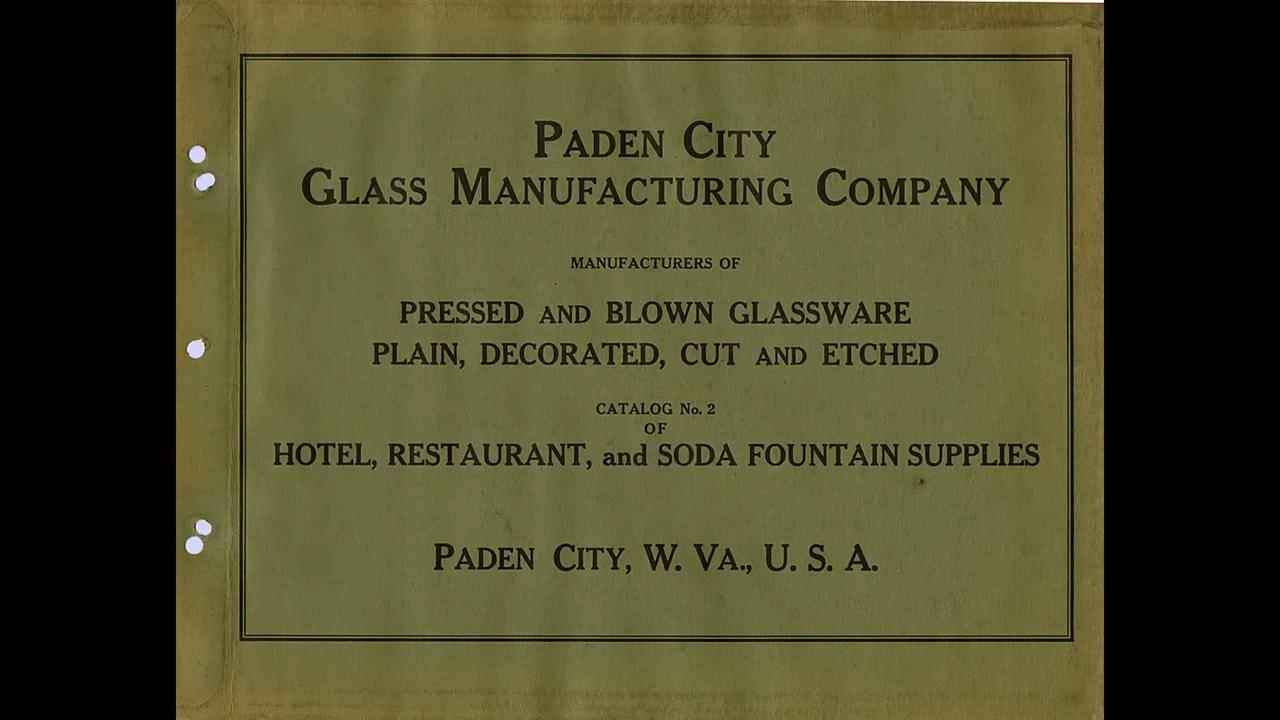 PADEN CITY
GLASS MANUFACTURING COMPANY
MANUFACTURERS OF
PRESSED AND BLOWN GLASSWARE
PLAIN, DECORATED, CUT AND ETCHED
CATALOG No. 2
OF
HOTEL, RESTAURANT, and SODA FOUNTAIN SUPPLIES
PADEN CITY, W. VA., U. S. A.